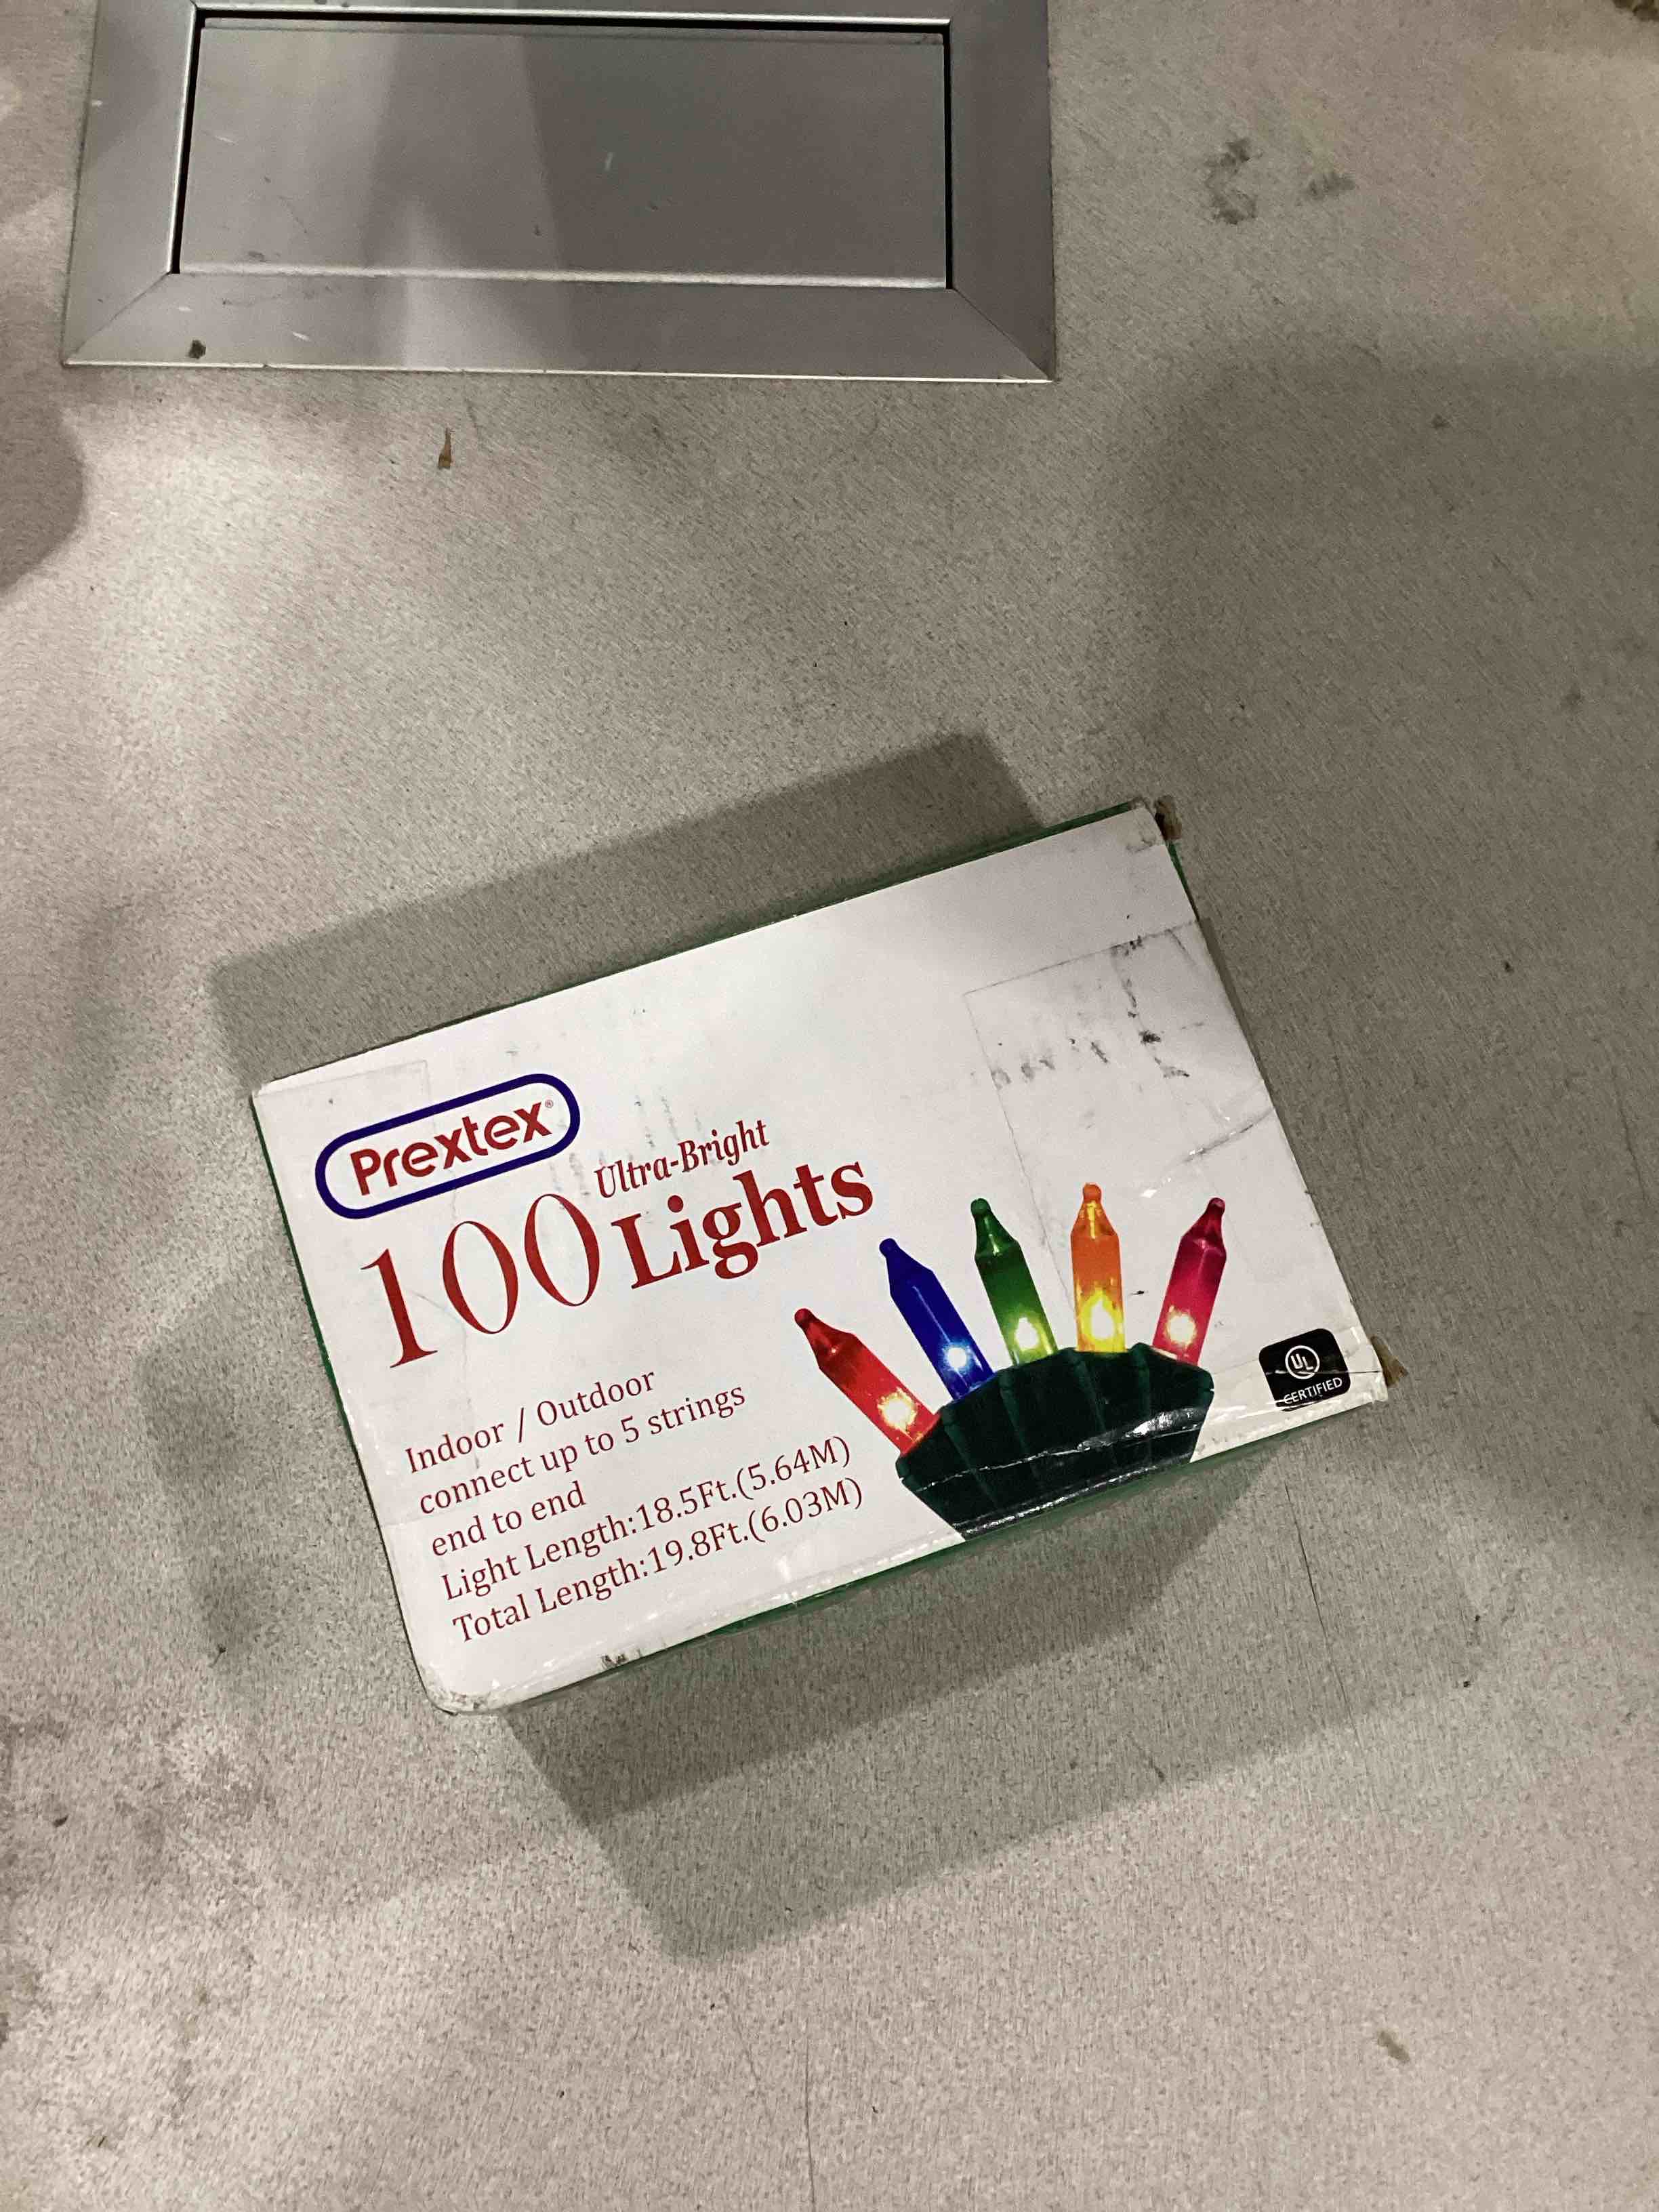 Prextex®
100 Ultra-Bright
Lights
Indoor / Outdoor
connect up to 5 strings
end to end
Light Length:18.5Ft.(5.64M)
Total Length:19.8Ft.(6.03M)
UL
CERTIFIED